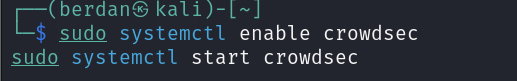 ┌──(berdan㉿kali)-[~]
└─$ sudo systemctl enable crowdsec
sudo systemctl start crowdsec